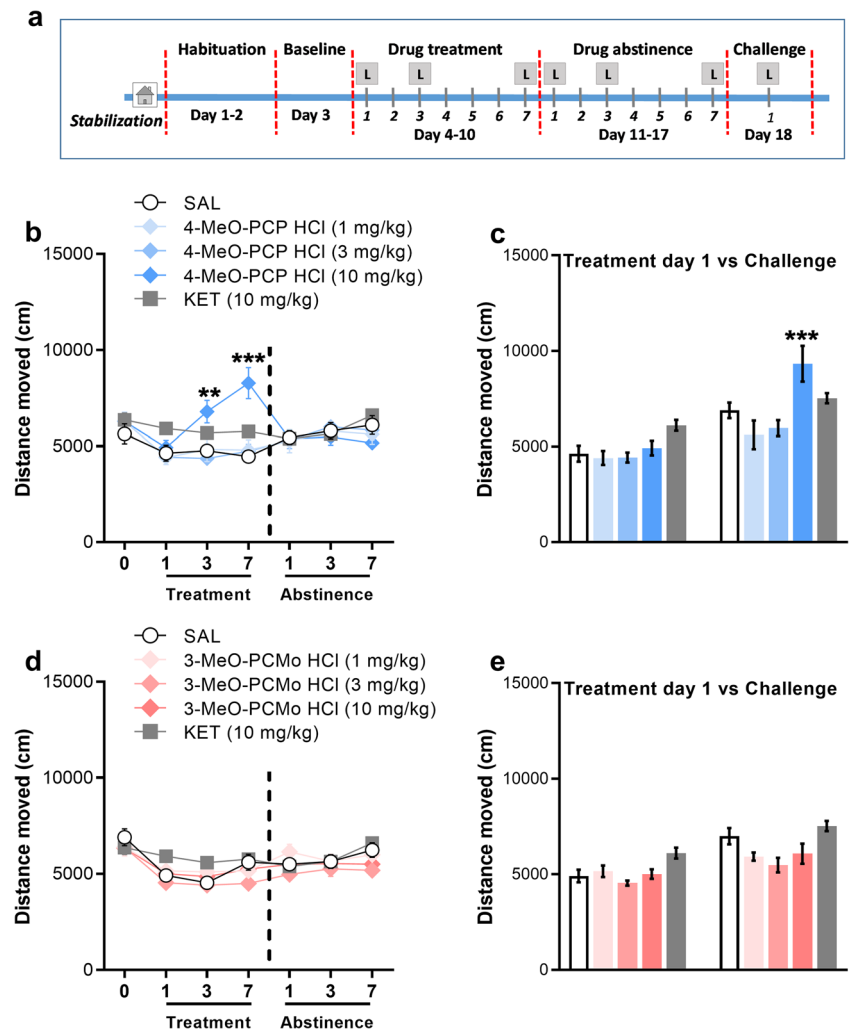 a
Habituation Baseline Drug treatment Drug abstinence Challenge
L L L L L L L
Stabilization Day 1-2 Day 3 1 2 3 4 5 6 7 1 2 3 4 5 6 7 1
Day 4-10 Day 11-17 Day 18
b
SAL
4-MeO-PCP HCl (1 mg/kg)
4-MeO-PCP HCl (3 mg/kg)
4-MeO-PCP HCl (10 mg/kg)
KET (10 mg/kg)
Distance moved (cm)
15000
10000
5000
0
** ***
0 1 3 7 1 3 7
Treatment Abstinence
c
Treatment day 1 vs Challenge
Distance moved (cm)
15000
10000
5000
0
***
d
SAL
3-MeO-PCMo HCl (1 mg/kg)
3-MeO-PCMo HCl (3 mg/kg)
3-MeO-PCMo HCl (10 mg/kg)
KET (10 mg/kg)
Distance moved (cm)
15000
10000
5000
0
0 1 3 7 1 3 7
Treatment Abstinence
e
Treatment day 1 vs Challenge
Distance moved (cm)
15000
10000
5000
0